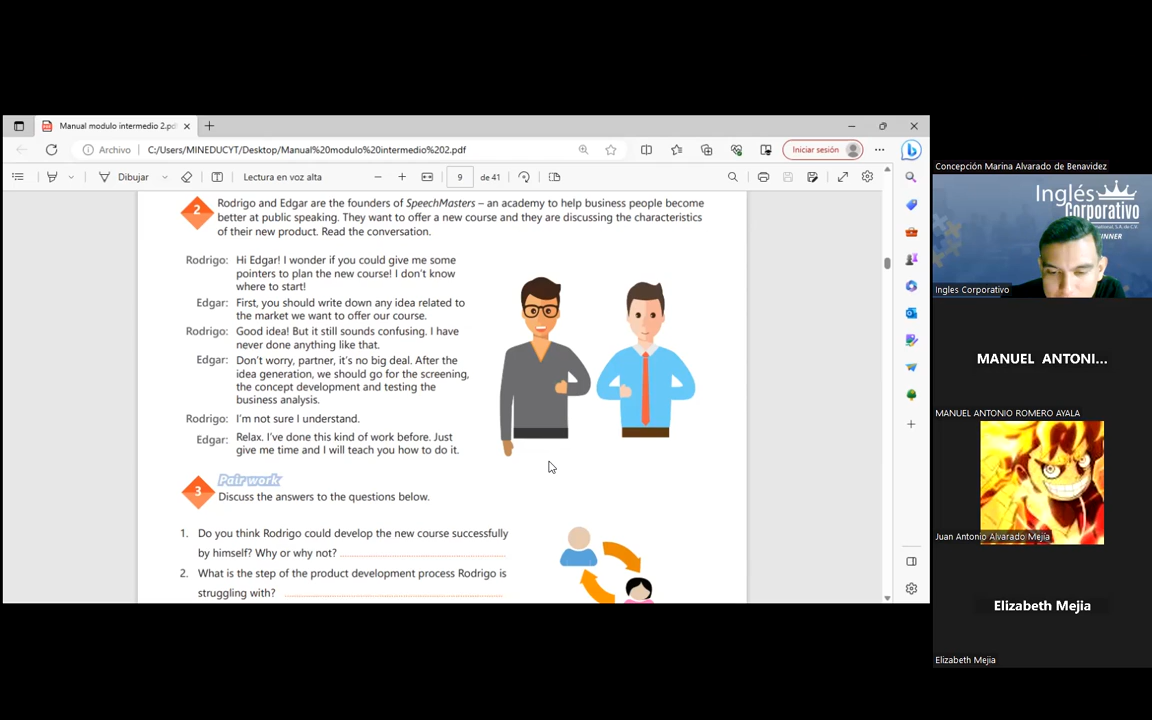 Manual modulo intermedio 2.pd
Archivo
C:/Users/MINEDUCYT/Desktop/Manual%20modulo%20intermedio%202.pdf
Iniciar sesión
Dibujar
Lectura en voz alta
9
de 41
2
Rodrigo and Edgar are the founders of SpeechMasters – an academy to help business people become
better at public speaking. They want to offer a new course and they are discussing the characteristics
of their new product. Read the conversation.
Rodrigo: Hi Edgar! I wonder if you could give me some
pointers to plan the new course! I don't know
where to start!
Edgar: First, you should write down any idea related to
the market we want to offer our course.
Rodrigo: Good idea! But it still sounds confusing. I have
never done anything like that.
Edgar: Don't worry, partner, it's no big deal. After the
idea generation, we should go for the screening,
the concept development and testing the
business analysis.
Rodrigo: I'm not sure I understand.
Edgar: Relax. I've done this kind of work before. Just
give me time and I will teach you how to do it.
3
Pair work
Discuss the answers to the questions below.
1. Do you think Rodrigo could develop the new course successfully
by himself? Why or why not?
2. What is the step of the product development process Rodrigo is
struggling with?
Concepción Marina Alvarado de Benavidez
Inglés
Corporativo
Ingles Corporativo
MANUEL ANTONI...
MANUEL ANTONIO ROMERO AYALA
Juan Antonio Alvarado Mejía
Elizabeth Mejia
Elizabeth Mejia